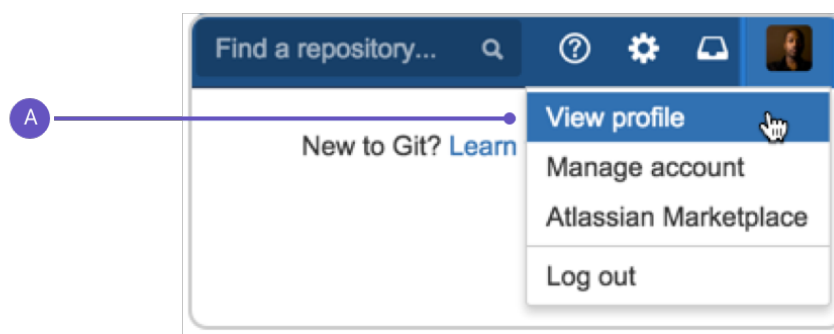 Find a repository...
A
View profile
New to Git? Learn
Manage account
Atlassian Marketplace
Log out